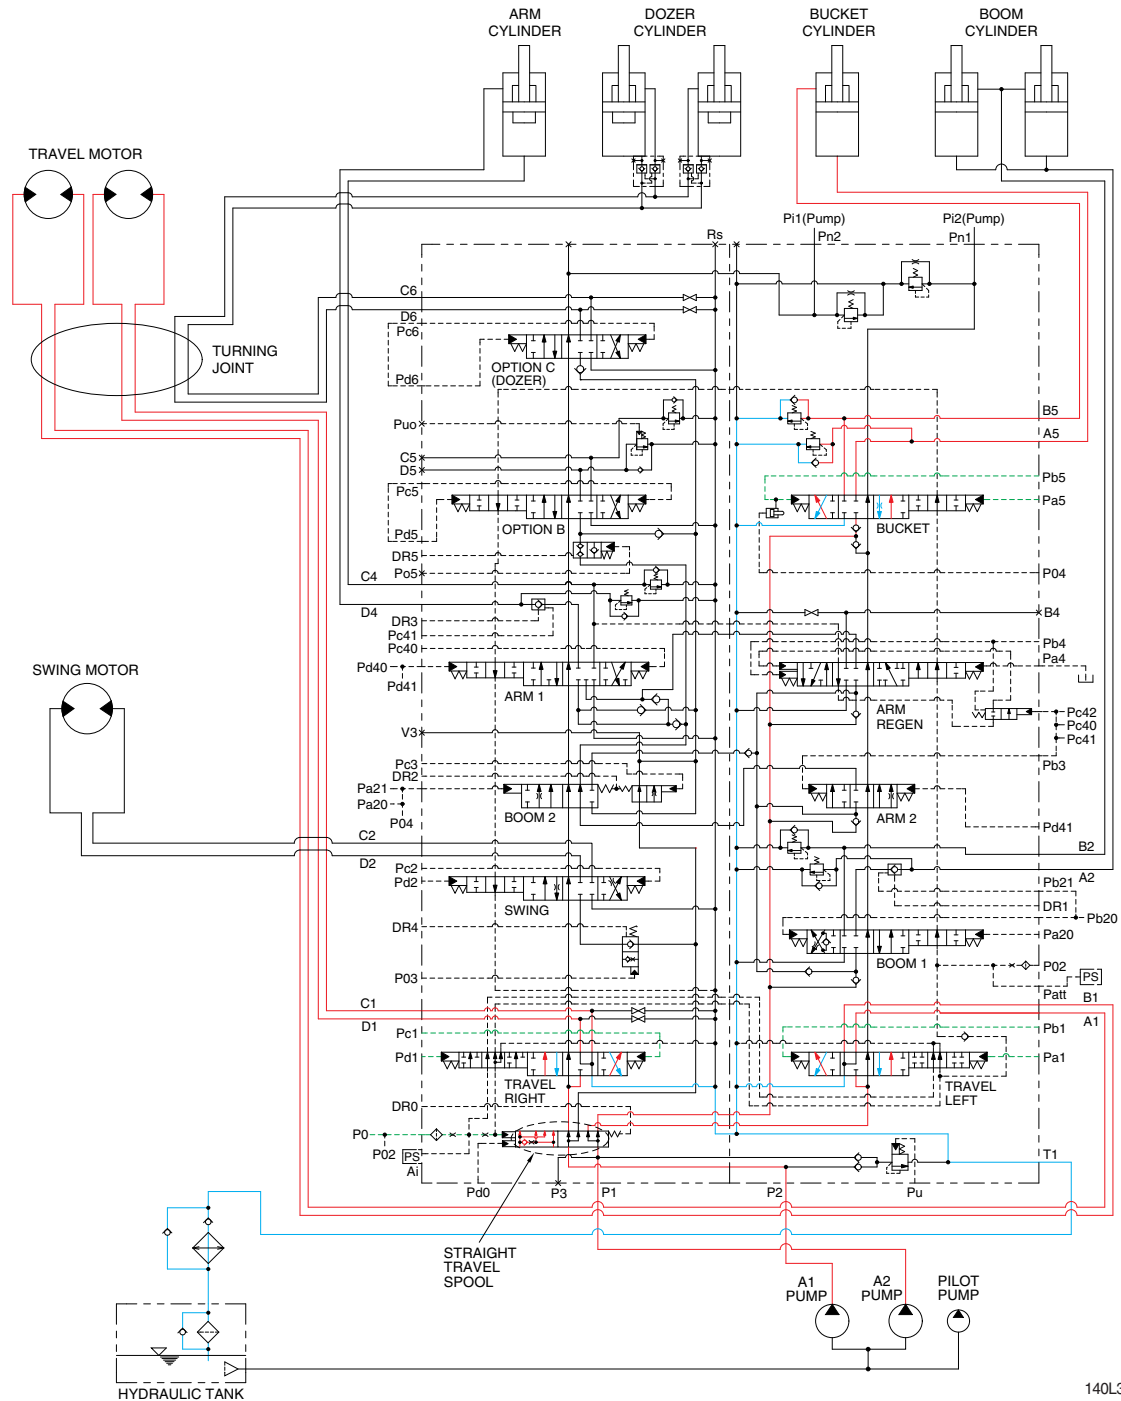 ARM
CYLINDER
DOZER
CYLINDER
BUCKET
CYLINDER
BOOM
CYLINDER
TRAVEL MOTOR
TURNING
JOINT
Pi1(Pump)
Pi2(Pump)
Rs
Pn2
Pn1
C6
D6
Pc6
Pd6
OPTION C
(DOZER)
Puo
C5
D5
Pc5
Pd5
OPTION B
DR5
Po5
C4
D4
DR3
Pc41
Pc40
Pd40
Pd41
ARM 1
V3
Pc3
DR2
Pa21
Pa20
P04
BOOM 2
SWING MOTOR
C2
D2
Pc2
Pd2
SWING
DR4
P03
C1
D1
Pc1
Pd1
TRAVEL
RIGHT
DR0
P0
P02
PS
Ai
Pd0
P3
P1
P2
Pu
B5
A5
Pb5
Pa5
BUCKET
P04
B4
Pb4
Pa4
ARM
REGEN
Pc42
Pc40
Pc41
Pb3
ARM 2
Pd41
B2
A2
Pb21
DR1
Pb20
Pa20
BOOM 1
P02
PS
Patt
B1
A1
Pb1
Pa1
TRAVEL
LEFT
T1
STRAIGHT
TRAVEL
SPOOL
A1
PUMP
A2
PUMP
PILOT
PUMP
HYDRAULIC TANK
140L3